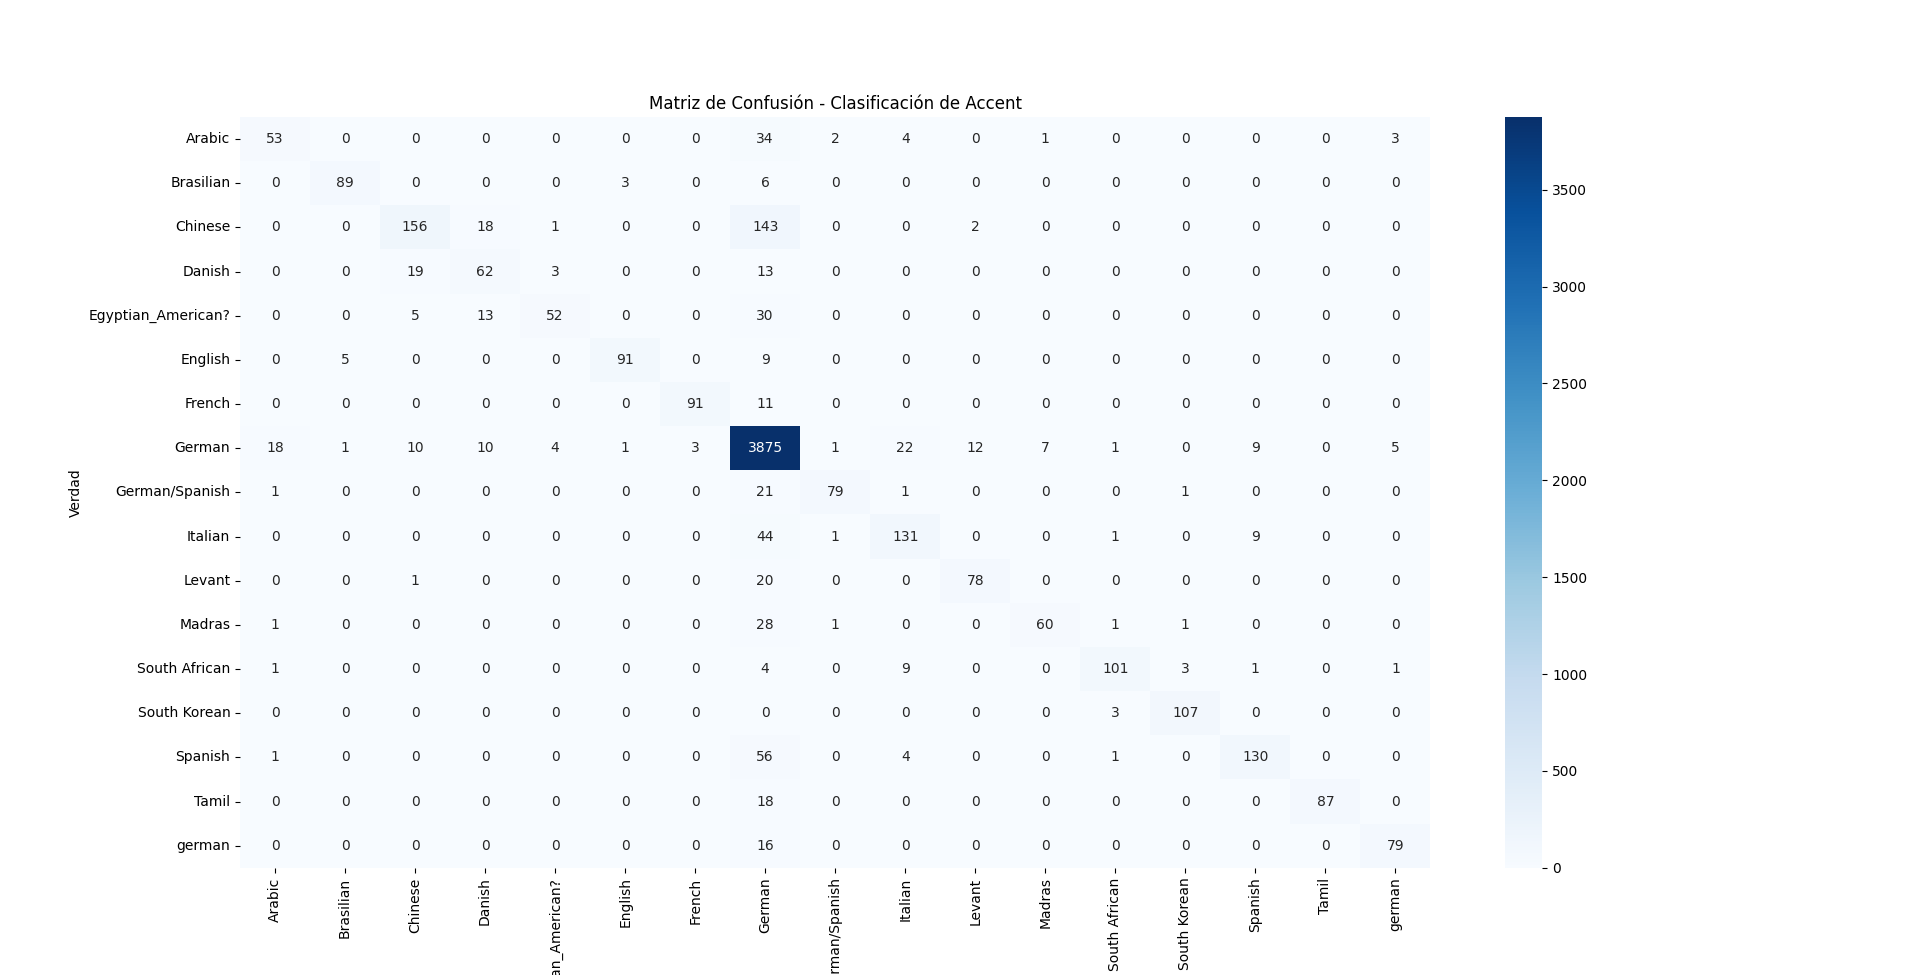 Matriz de Confusión - Clasificación de Accent
Verdad
Arabic 53 0 0 0 0 0 0 34 2 4 0 1 0 0 0 0 3
Brasilian 0 89 0 0 0 3 0 6 0 0 0 0 0 0 0 0 0
Chinese 0 0 156 18 1 0 0 143 0 0 2 0 0 0 0 0 0
Danish 0 0 19 62 3 0 0 13 0 0 0 0 0 0 0 0 0
Egyptian_American? 0 0 5 13 52 0 0 30 0 0 0 0 0 0 0 0 0
English 0 5 0 0 0 91 0 9 0 0 0 0 0 0 0 0 0
French 0 0 0 0 0 0 91 11 0 0 0 0 0 0 0 0 0
German 18 1 10 10 4 1 3 3875 1 22 12 7 1 0 9 0 5
German/Spanish 1 0 0 0 0 0 0 21 79 1 0 0 0 1 0 0 0
Italian 0 0 0 0 0 0 0 44 1 131 0 0 1 0 9 0 0
Levant 0 0 1 0 0 0 0 20 0 0 78 0 0 0 0 0 0
Madras 1 0 0 0 0 0 0 28 1 0 0 60 1 1 0 0 0
South African 1 0 0 0 0 0 0 4 0 9 0 0 101 3 1 0 1
South Korean 0 0 0 0 0 0 0 0 0 0 0 0 3 107 0 0 0
Spanish 1 0 0 0 0 0 0 56 0 4 0 0 1 0 130 0 0
Tamil 0 0 0 0 0 0 0 18 0 0 0 0 0 0 0 87 0
german 0 0 0 0 0 0 0 16 0 0 0 0 0 0 0 0 79
Arabic
Brasilian
Chinese
Danish
an_American?
English
French
German
rman/Spanish
Italian
Levant
Madras
South African
South Korean
Spanish
Tamil
german
3500
3000
2500
2000
1500
1000
500
0